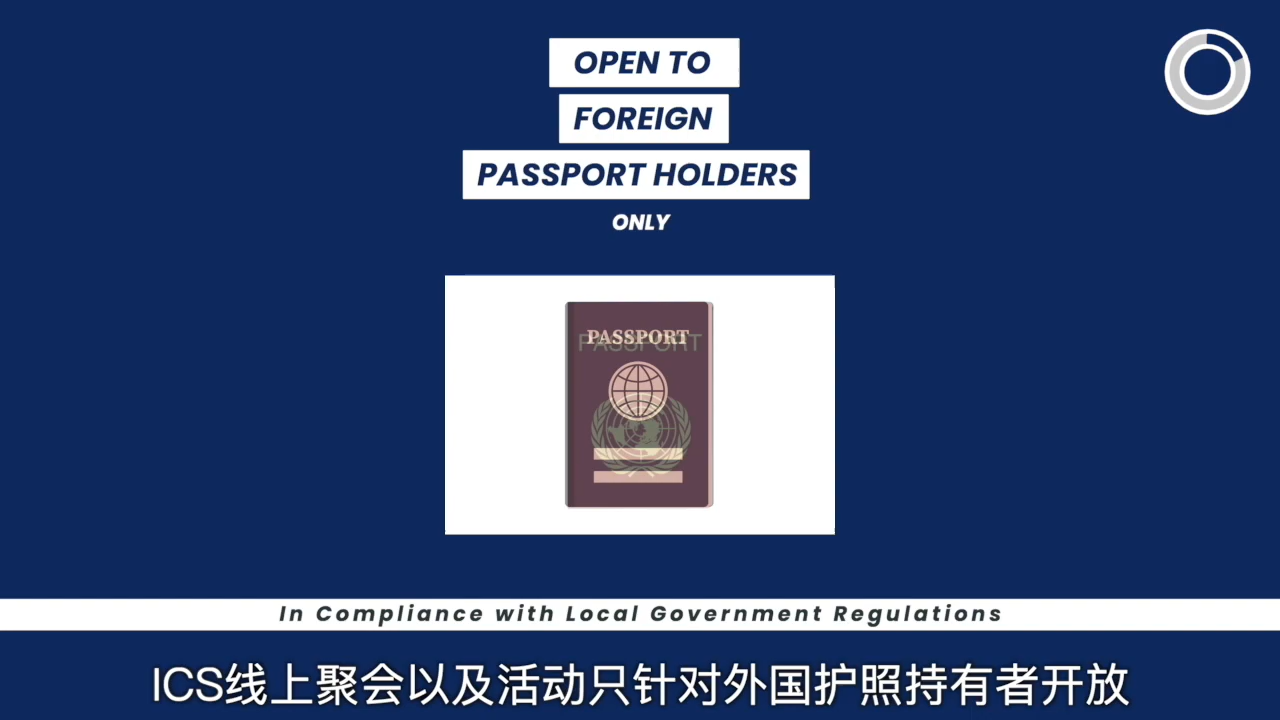 OPEN TO
FOREIGN
PASSPORT HOLDERS
ONLY
PASSPORT
PASSPORT
In Compliance with Local Government Regulations
ICS线上聚会以及活动只针对外国护照持有者开放